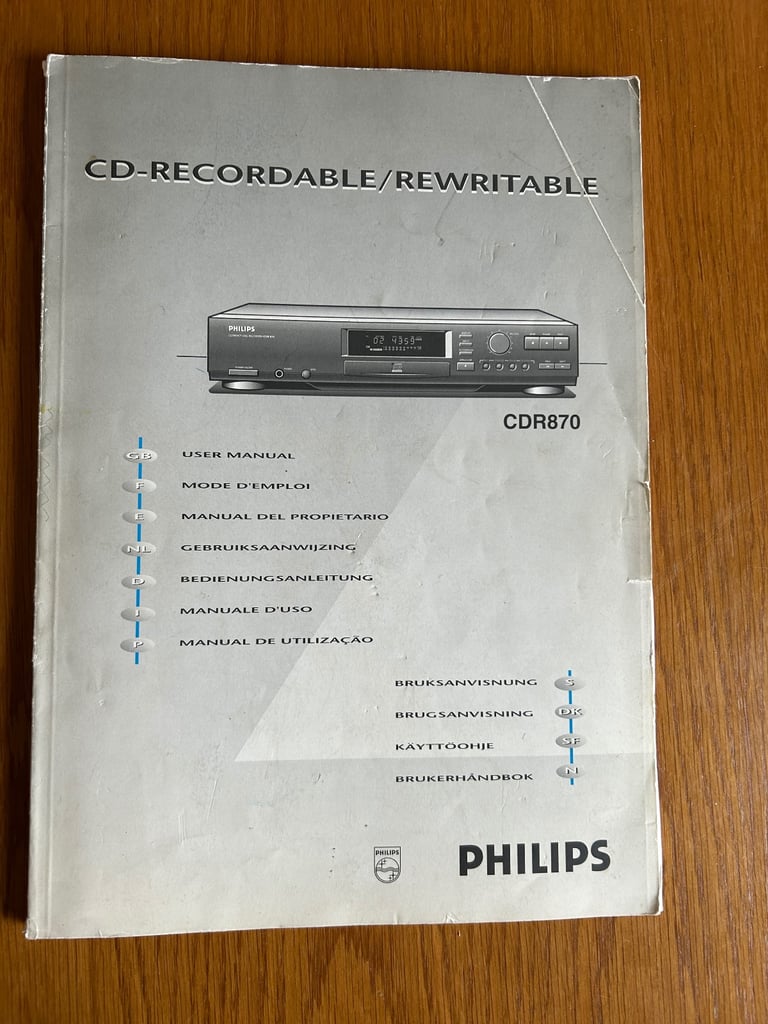 CD-RECORDABLE/REWRITABLE
PHILIPS
CDR870
GB USER MANUAL
F MODE D'EMPLOI
E MANUAL DEL PROPIETARIO
NL GEBRUIKSAANWIJZING
D BEDIENUNGSANLEITUNG
I MANUALE D'USO
P MANUAL DE UTILIZAÇÃO
BRUKSANVISNUNG S
BRUGSANVISNING DK
KÄYTTÖOHJE SF
BRUKERHÅNDBOK N
PHILIPS
PHILIPS